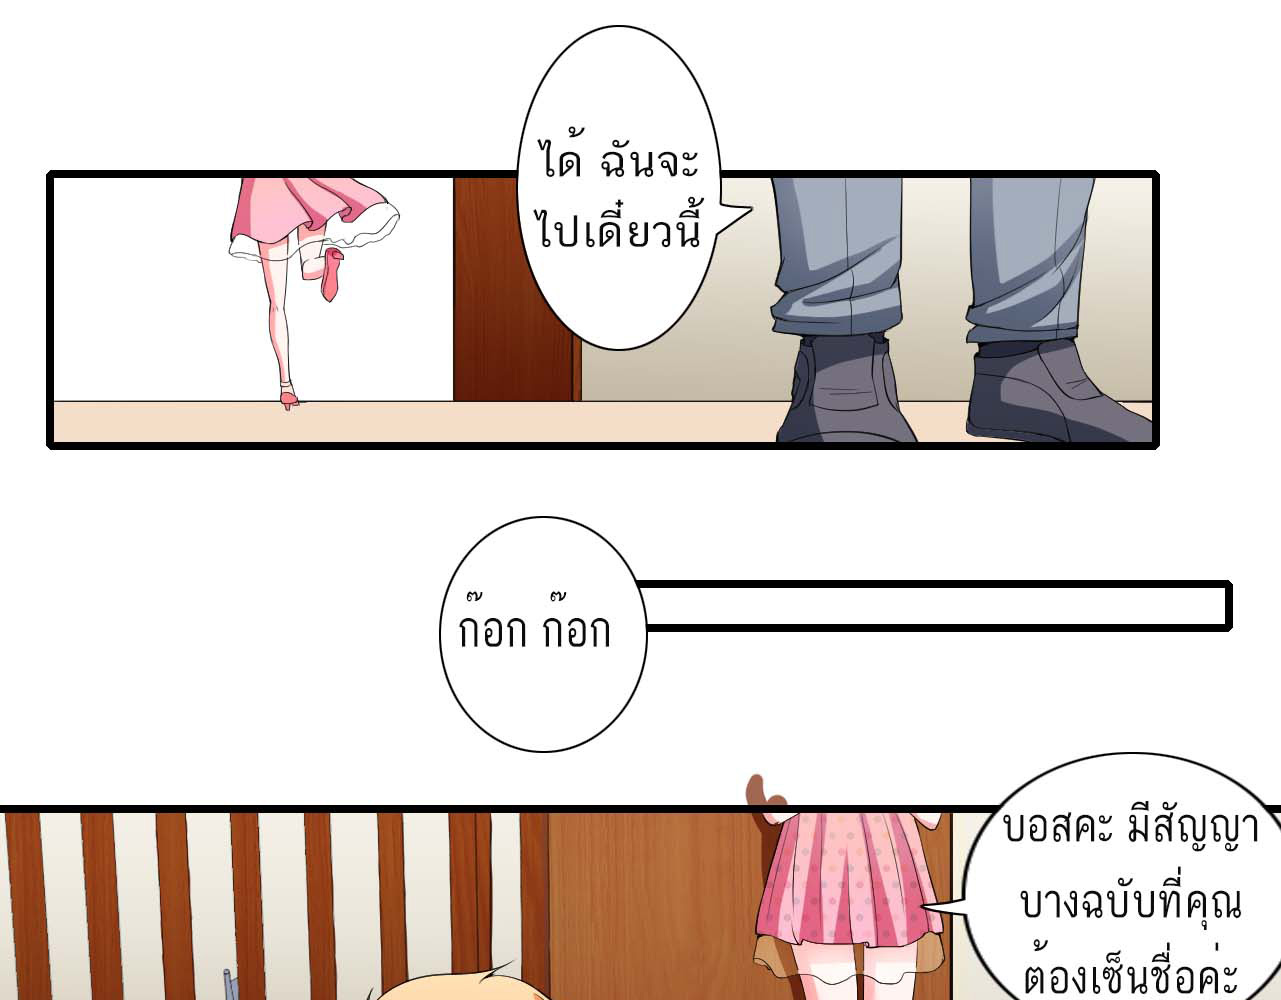 ได้ ฉันจะ
ไปเดี๋ยวนี้
ก๊อก ก๊อก
บอสคะ มีสัญญา
บางฉบับที่คุณ
ต้องเซ็นชื่อค่ะ